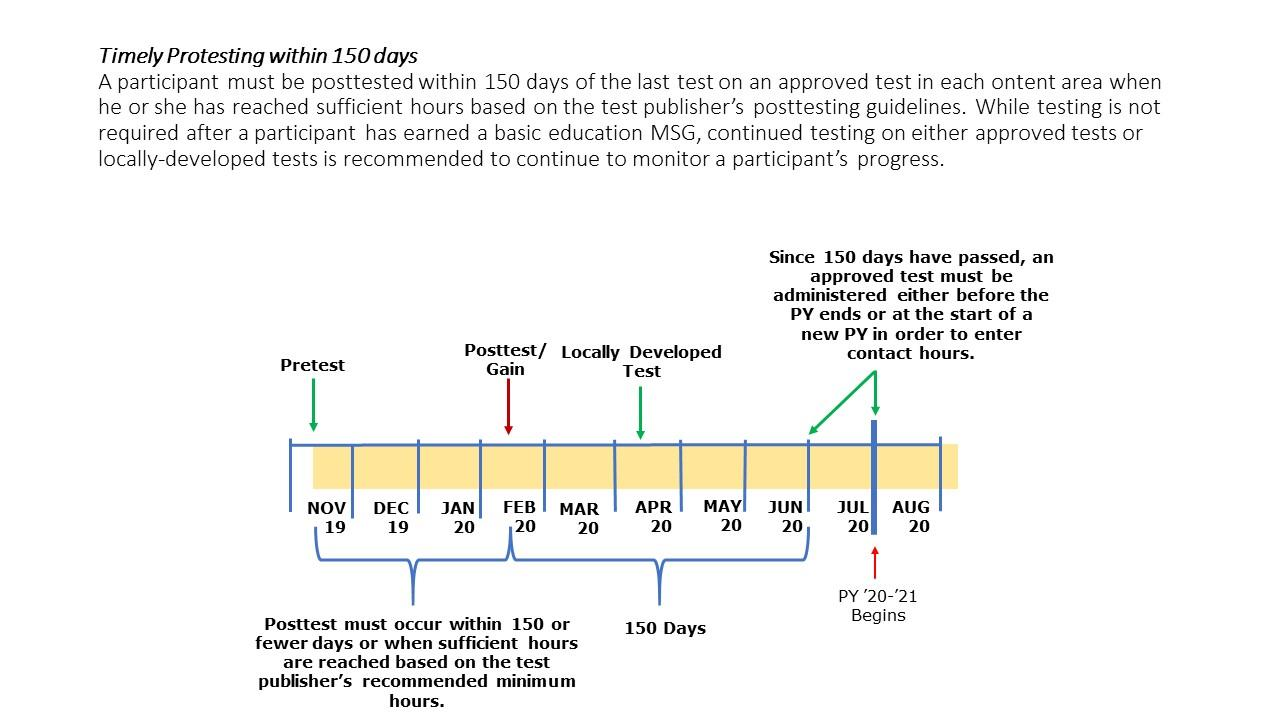 Timely Protesting within 150 days
A participant must be posttested within 150 days of the last test on an approved test in each ontent area when
he or she has reached sufficient hours based on the test publisher’s posttesting guidelines. While testing is not
required after a participant has earned a basic education MSG, continued testing on either approved tests or
locally-developed tests is recommended to continue to monitor a participant’s progress.
Since 150 days have passed, an
approved test must be
administered either before the
PY ends or at the start of a
new PY in order to enter
contact hours.
Pretest
Posttest/
Gain
Locally Developed
Test
NOV
19
DEC
19
JAN
20
FEB
20
MAR
20
APR
20
MAY
20
JUN
20
JUL
20
AUG
20
PY ’20-’21
Begins
Posttest must occur within 150 or
fewer days or when sufficient hours
are reached based on the test
publisher’s recommended minimum
hours.
150 Days